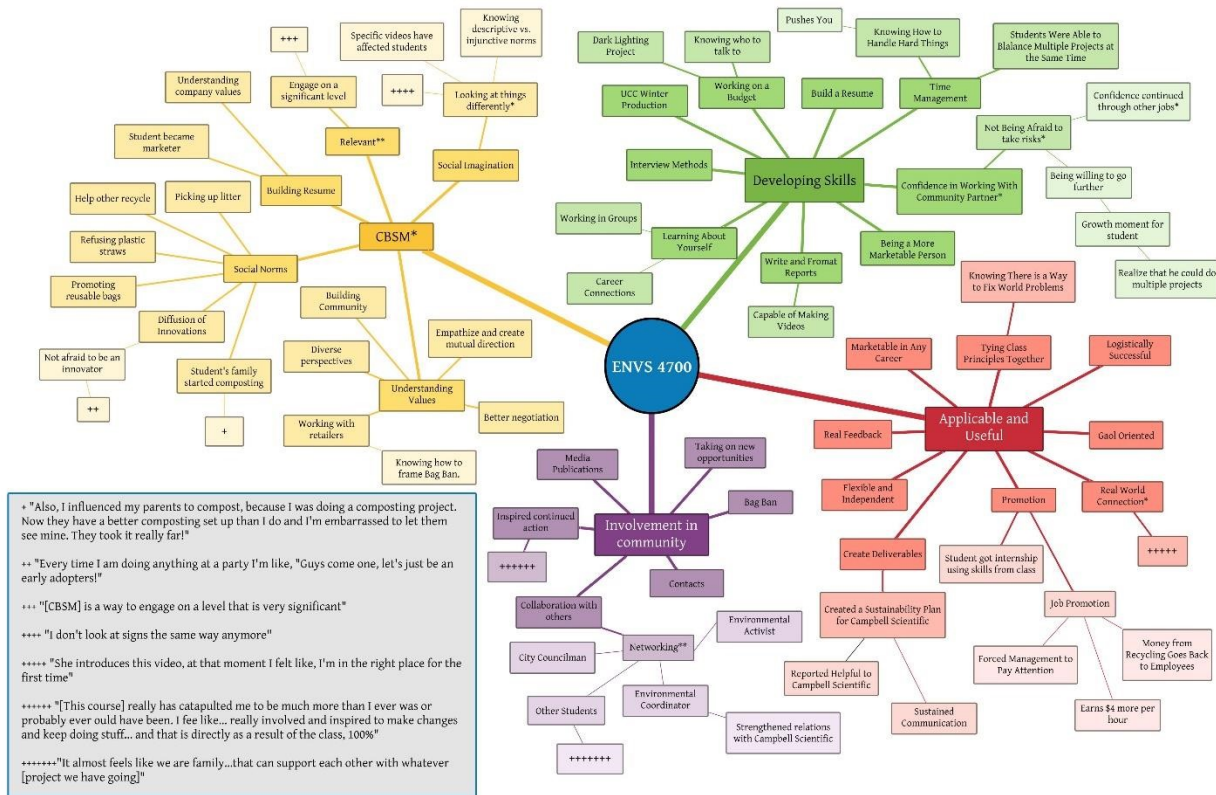 +++
Specific videos have
affected students
Knowing
descriptive vs.
injunctive norms
Understanding
company values
Engage on
a significant level
++++
Looking at things
differently*
Student became
marketer
Relevant**
Social Imagination
Building Resume
Help other recycle
Picking up litter
CBSM*
Refusing plastic
straws
Social Norms
Promoting
reusable bags
Diffusion of
Innovations
Not afraid to be an
innovator
++
Student's family
started composting
+
Building
Community
Diverse
perspectives
Empathize and create
mutual direction
Understanding
Values
Working with
retailers
Better negotiation
Knowing how to
frame Bag Ban.
Pushes You
Dark Lighting
Project
Knowing who to
talk to
Knowing How to
Handle Hard Things
Students Were Able to
Blalance Multiple Projects at
the Same Time
UCC Winter
Production
Working on a
Budget
Build a Resume
Time
Management
Confidence continued
through other jobs*
Not Being Afraid to
take risks*
Interview Methods
Developing Skills
Confidence in Working With
Community Partner*
Being willing to go
further
Growth moment for
student
Realize that he could do
multiple projects
Working in Groups
Learning About
Yourself
Career
Connections
Write and Fromat
Reports
Capable of Making
Videos
Being a More
Marketable Person
ENVS 4700
Knowing There is a Way
to Fix World Problems
Marketable in Any
Career
Tying Class
Principles Together
Logistically
Successful
Real Feedback
Applicable and
Useful
Gaol Oriented
Flexible and
Independent
Promotion
Real World
Connection*
+++++
Create Deliverables
Student got internship
using skills from class
Created a Sustainability Plan
for Campbell Scientific
Job Promotion
Reported Helpful to
Campbell Scientific
Sustained
Communication
Forced Management to
Pay Attention
Money from
Recycling Goes Back
to Employees
Earns $4 more per
hour
Media
Publications
Taking on new
opportunities
Bag Ban
Inspired continued
action
++++++
Involvement in
community
Contacts
Collaboration with
others
Environmental
Activist
City Councilman
Networking**
Other Students
Environmental
Coordinator
Strengthened relations
with Campbell Scientific
+++++++
+ "Also, I influenced my parents to compost, because I was doing a composting project.
Now they have a better composting set up than I do and I'm embarrassed to let them
see mine. They took it really far!"
++ "Every time I am doing anything at a party I'm like, "Guys come one, let's just be an
early adopters!"
+++ "[CBSM] is a way to engage on a level that is very significant"
++++ "I don't look at signs the same way anymore"
+++++ "She introduces this video, at that moment I felt like, I'm in the right place for the
first time"
++++++ "[This course] really has catapulted me to be much more than I ever was or
probably ever ould have been. I fee like... really involved and inspired to make changes
and keep doing stuff... and that is directly as a result of the class, 100%"
+++++++"It almost feels like we are family...that can support each other with whatever
[project we have going]"